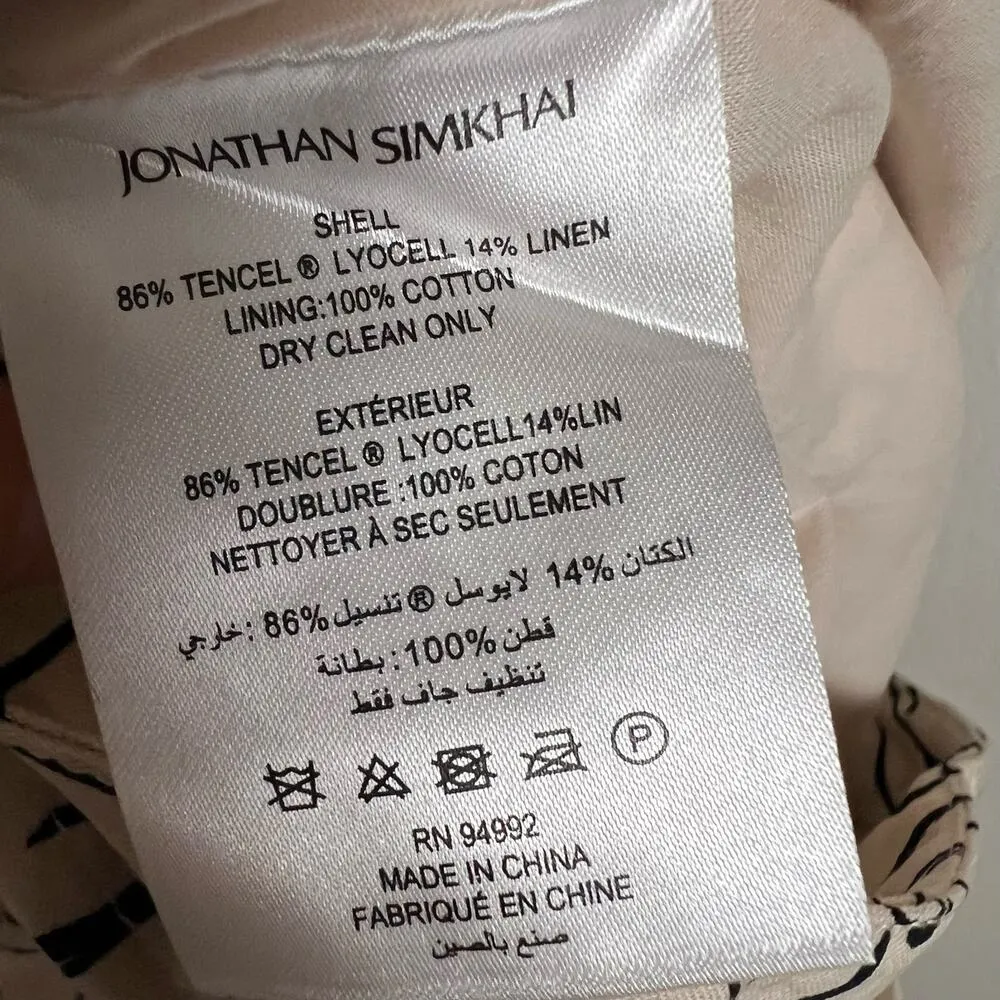 JONATHAN SIMKHAI
SHELL
86% TENCEL ® LYOCELL 14% LINEN
LINING:100% COTTON
DRY CLEAN ONLY
EXTÉRIEUR
86% TENCEL ® LYOCELL14%LIN
DOUBLURE :100% COTON
NETTOYER À SEC SEULEMENT
خارجي: 86% تنسيل ® لايوسل 14% الكتان
بطانة: 100% قطن
تنظيف جاف فقط
P
RN 94992
MADE IN CHINA
FABRIQUÉ EN CHINE
صنع بالصين